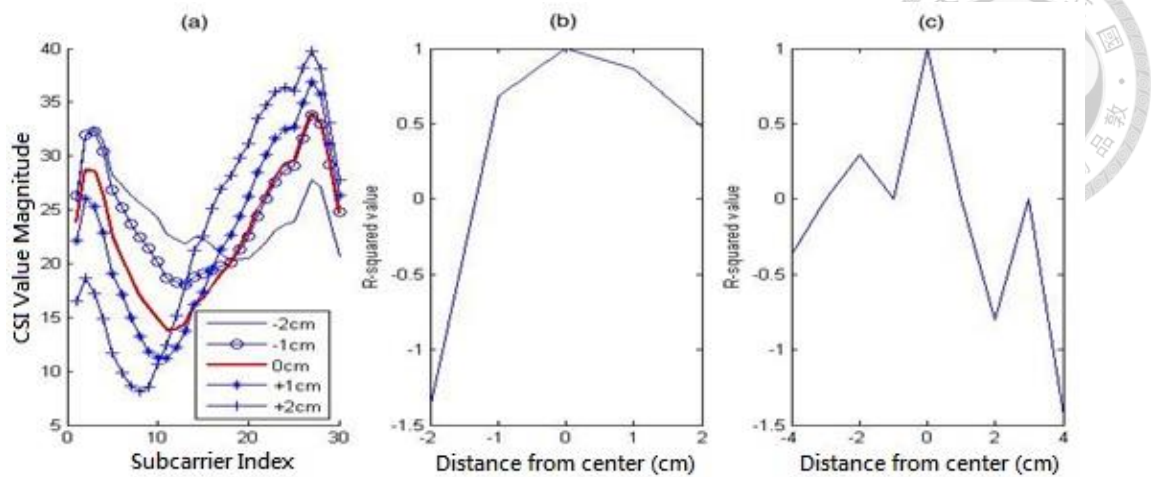 (a)
(b)
(c)
40
35
30
25
20
15
10
5
0
10
20
30
CSI Value Magnitude
Subcarrier Index
-2cm
-1cm
0cm
+1cm
+2cm
1
0.5
0
-0.5
-1
-1.5
-2
-1
0
1
2
R-squared value
Distance from center (cm)
1
0.5
0
-0.5
-1
-1.5
-4
-2
0
2
4
R-squared value
Distance from center (cm)
國
敦
品